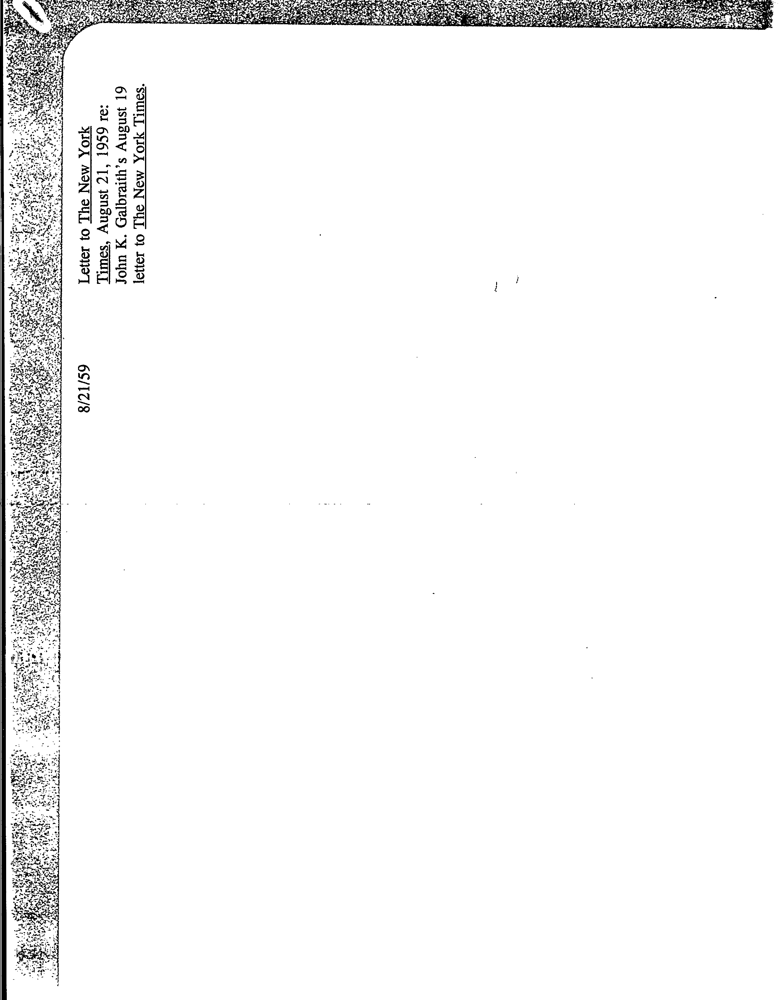 8/21/59
Letter to The New York
Times, August 21, 1959 re:
John K. Galbraith's August 19
letter to The New York Times.